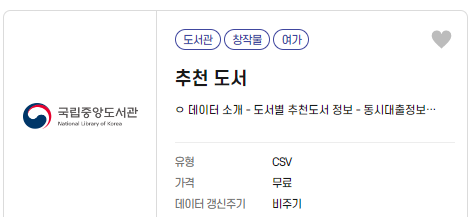 도서관 창작물 여가
추천 도서
ㅇ 데이터 소개 - 도서별 추천도서 정보 - 동시대출정보…
국립중앙도서관
National Library of Korea
유형 CSV
가격 무료
데이터 갱신주기 비주기